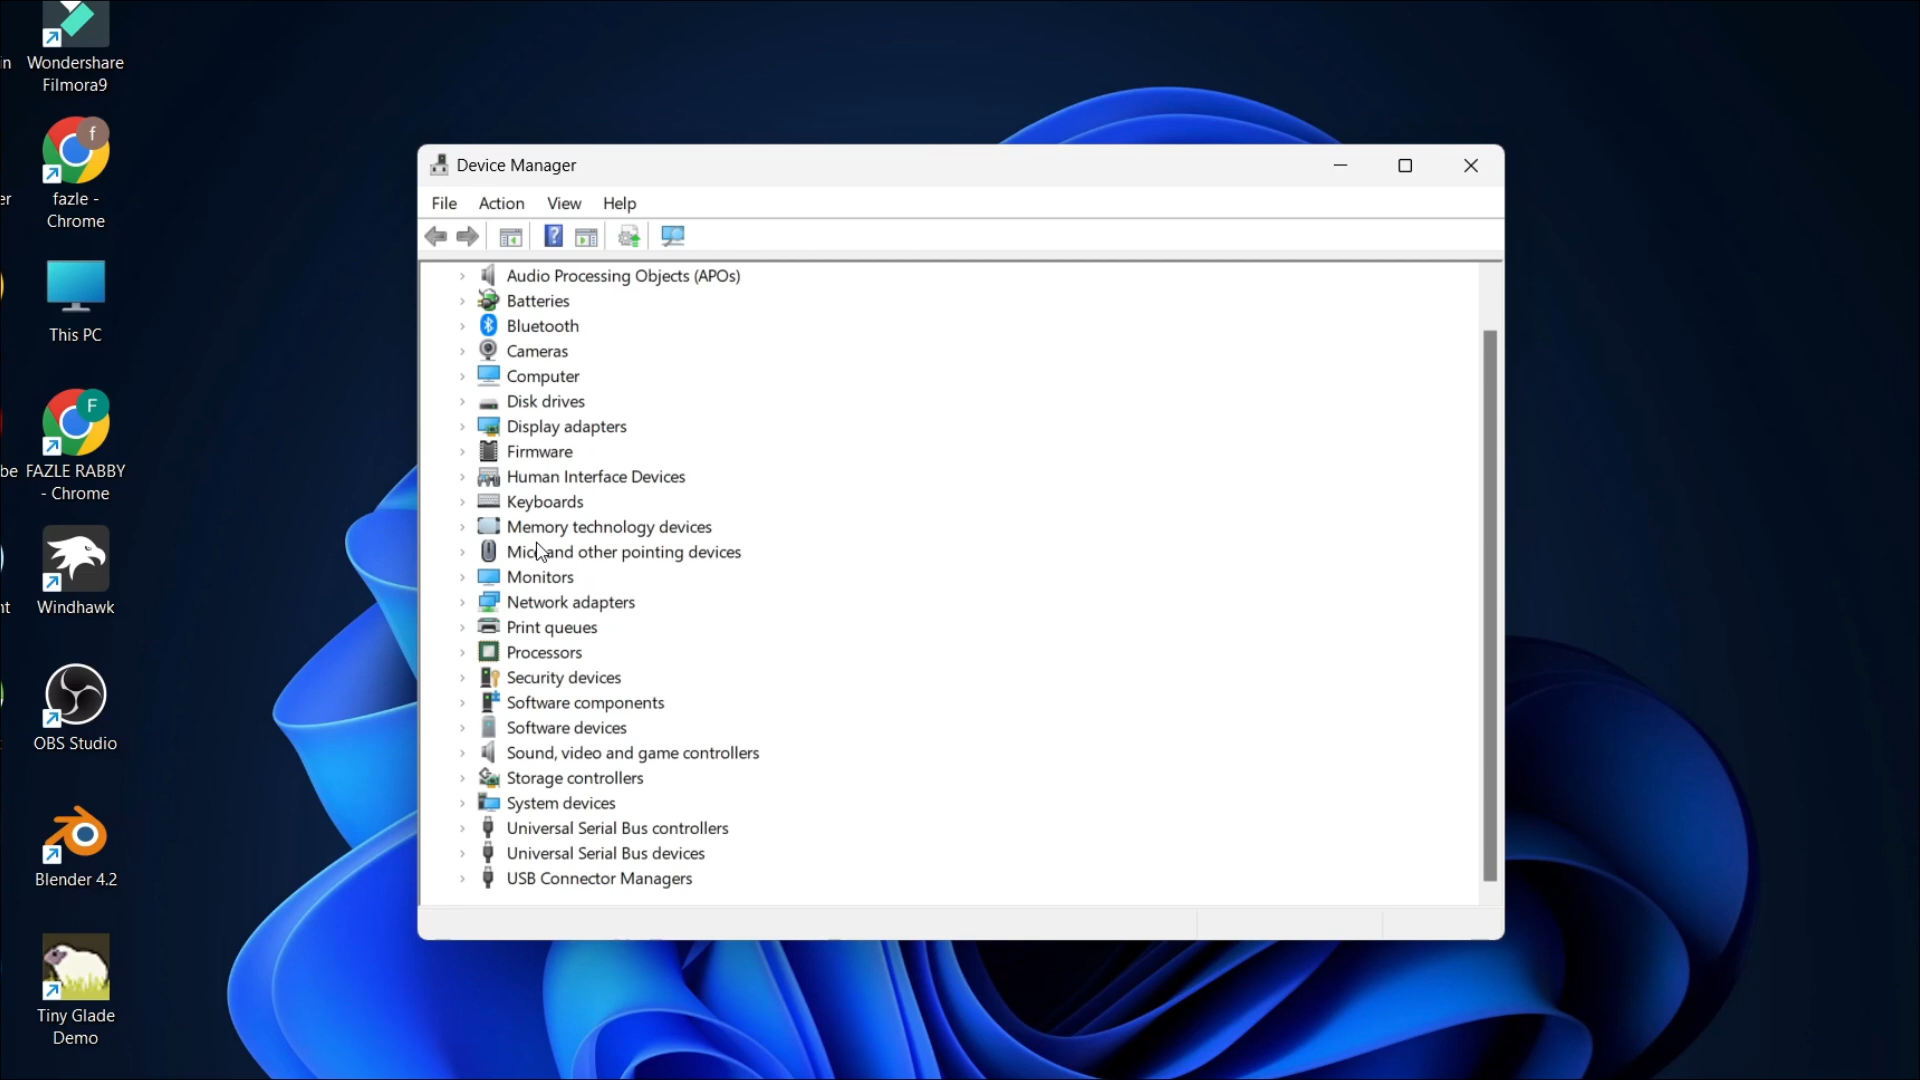 in
Wondershare
Filmora9
f
er
fazle -
Chrome
This PC
F
be
FAZLE RABBY
- Chrome
nt
Windhawk
OBS Studio
Blender 4.2
Tiny Glade
Demo
Device Manager
File Action View Help
?
Audio Processing Objects (APOs)
Batteries
Bluetooth
Cameras
Computer
Disk drives
Display adapters
Firmware
Human Interface Devices
Keyboards
Memory technology devices
Mice and other pointing devices
Monitors
Network adapters
Print queues
Processors
Security devices
Software components
Software devices
Sound, video and game controllers
Storage controllers
System devices
Universal Serial Bus controllers
Universal Serial Bus devices
USB Connector Managers